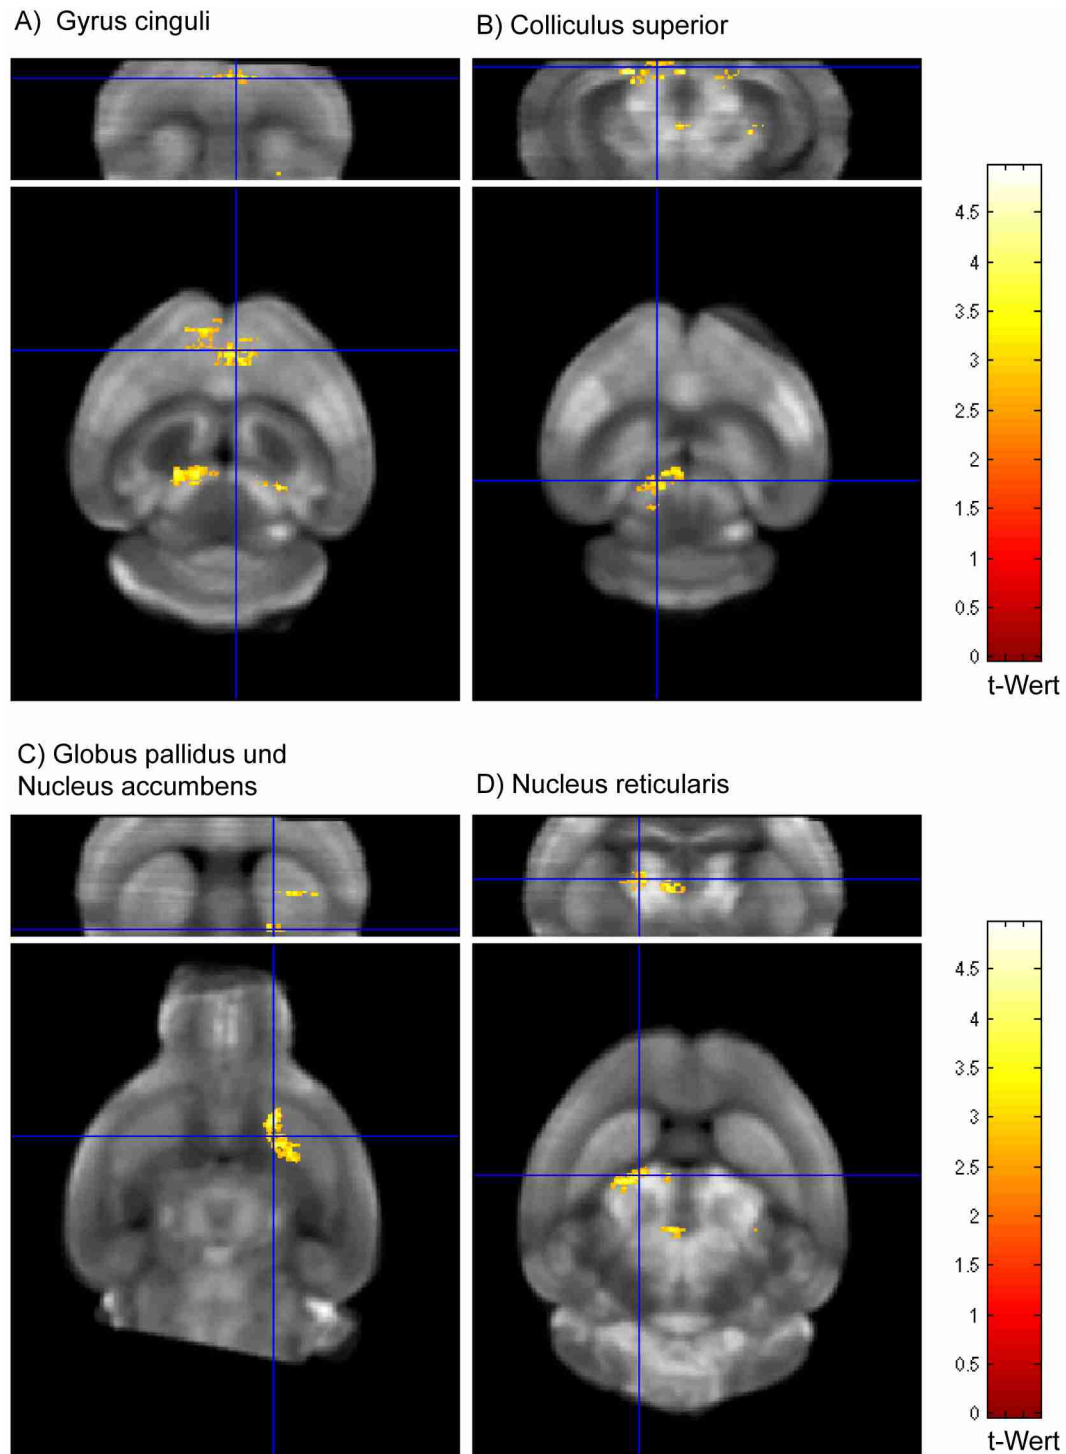 A) Gyrus cinguli
B) Colliculus superior
4.5
4
3.5
3
2.5
2
1.5
1
0.5
0
t-Wert
C) Globus pallidus und
Nucleus accumbens
D) Nucleus reticularis
4.5
4
3.5
3
2.5
2
1.5
1
0.5
0
t-Wert